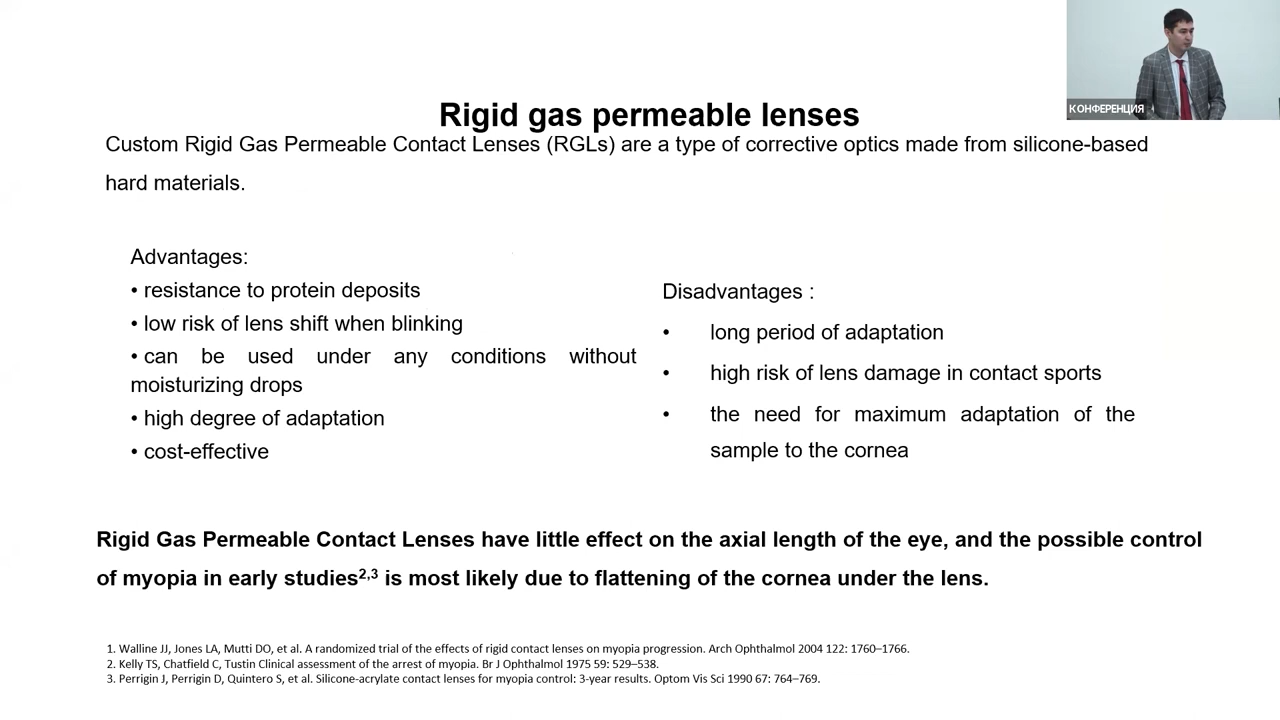 КОНФЕРЕНЦИЯ
Rigid gas permeable lenses
Custom Rigid Gas Permeable Contact Lenses (RGLs) are a type of corrective optics made from silicone-based
hard materials.
Advantages:
• resistance to protein deposits
• low risk of lens shift when blinking
• can be used under any conditions without
moisturizing drops
• high degree of adaptation
• cost-effective
Disadvantages :
• long period of adaptation
• high risk of lens damage in contact sports
• the need for maximum adaptation of the
sample to the cornea
Rigid Gas Permeable Contact Lenses have little effect on the axial length of the eye, and the possible control
of myopia in early studies2,3 is most likely due to flattening of the cornea under the lens.
1. Walline JJ, Jones LA, Mutti DO, et al. A randomized trial of the effects of rigid contact lenses on myopia progression. Arch Ophthalmol 2004 122: 1760–1766.
2. Kelly TS, Chatfield C, Tustin Clinical assessment of the arrest of myopia. Br J Ophthalmol 1975 59: 529–538.
3. Perrigin J, Perrigin D, Quintero S, et al. Silicone-acrylate contact lenses for myopia control: 3-year results. Optom Vis Sci 1990 67: 764–769.